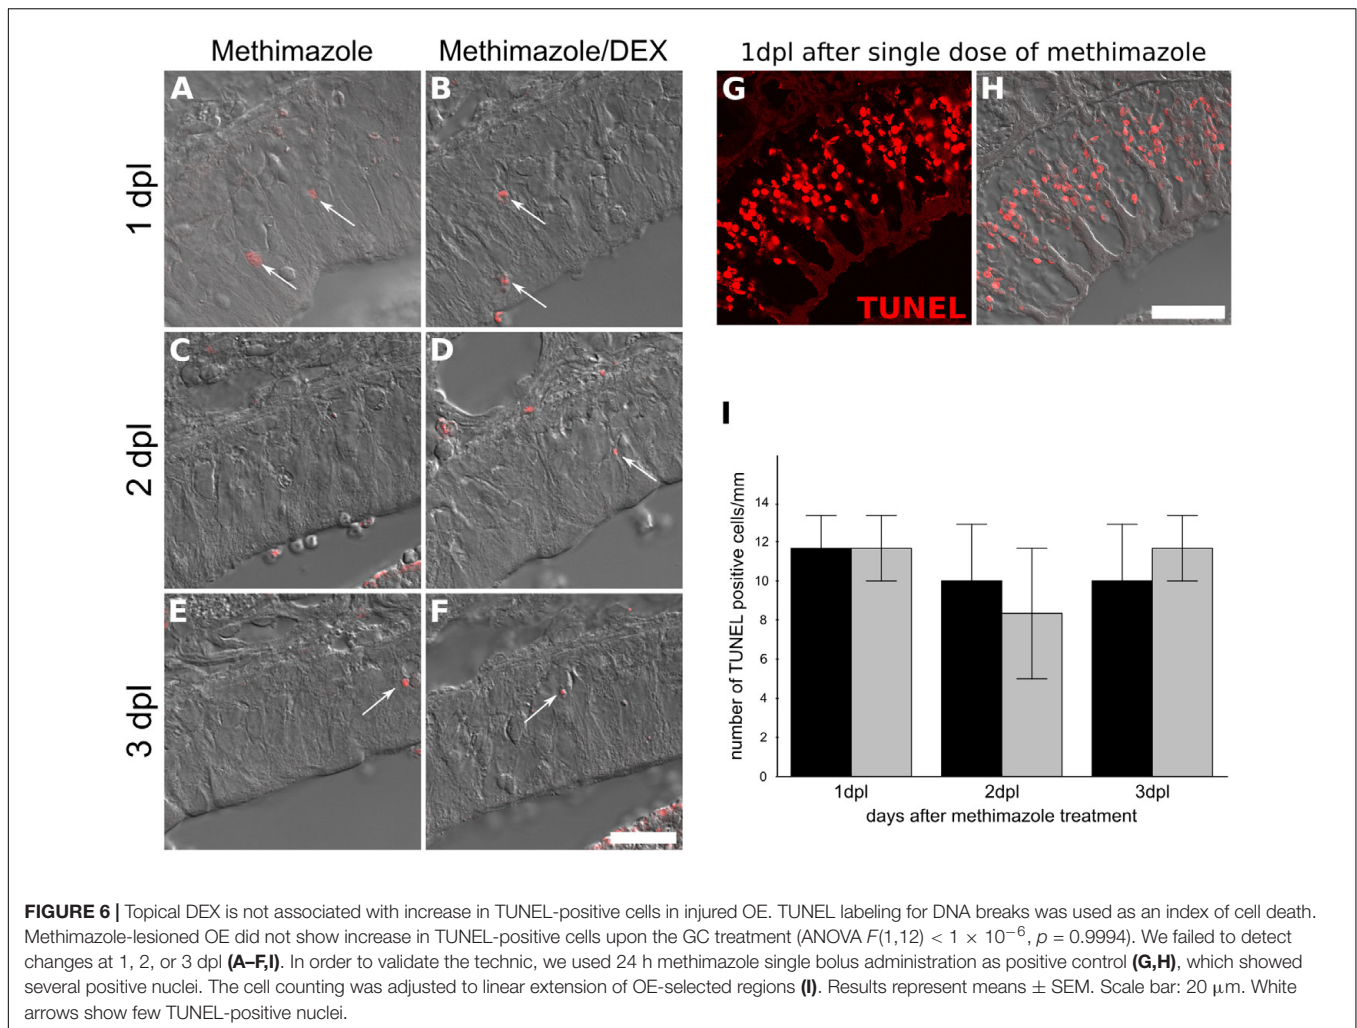 Methimazole
Methimazole/DEX
1dpl after single dose of methimazole
1 dpl
A
B
G
TUNEL
H
2 dpl
C
D
3 dpl
E
F
I
number of TUNEL positive cells/mm
14
12
10
8
6
4
2
0
1dpl
2dpl
3dpl
days after methimazole treatment
FIGURE 6 | Topical DEX is not associated with increase in TUNEL-positive cells in injured OE. TUNEL labeling for DNA breaks was used as an index of cell death.
Methimazole-lesioned OE did not show increase in TUNEL-positive cells upon the GC treatment (ANOVA F(1,12) < 1 × 10⁻⁶, p = 0.9994). We failed to detect
changes at 1, 2, or 3 dpl (A–F,I). In order to validate the technic, we used 24 h methimazole single bolus administration as positive control (G,H), which showed
several positive nuclei. The cell counting was adjusted to linear extension of OE-selected regions (I). Results represent means ± SEM. Scale bar: 20 μm. White
arrows show few TUNEL-positive nuclei.